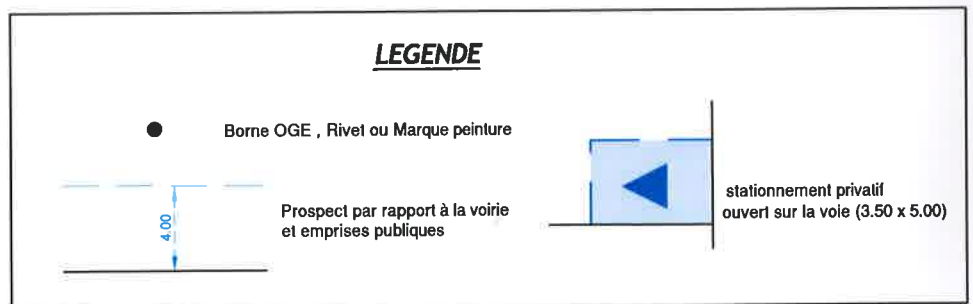 LEGENDE
Borne OGE , Rivet ou Marque peinture
4.00
Prospect par rapport à la voirie
et emprises publiques
stationnement privatif
ouvert sur la voie (3.50 x 5.00)